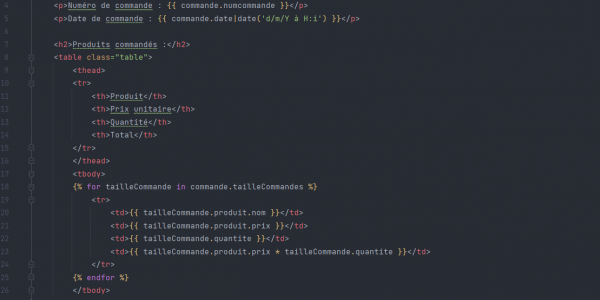 4 <p>Numéro de commande : {{ commande.numcommande }}</p>
5 <p>Date de commande : {{ commande.date|date('d/m/Y à H:i') }}</p>
6
7 <h2>Produits commandés :</h2>
8 <table class="table">
9 <thead>
10 <tr>
11 <th>Produit</th>
12 <th>Prix unitaire</th>
13 <th>Quantité</th>
14 <th>Total</th>
15 </tr>
16 </thead>
17 <tbody>
18 {% for tailleCommande in commande.tailleCommandes %}
19 <tr>
20 <td>{{ tailleCommande.produit.nom }}</td>
21 <td>{{ tailleCommande.produit.prix }}</td>
22 <td>{{ tailleCommande.quantite }}</td>
23 <td>{{ tailleCommande.produit.prix * tailleCommande.quantite }}</td>
24 </tr>
25 {% endfor %}
26 </tbody>